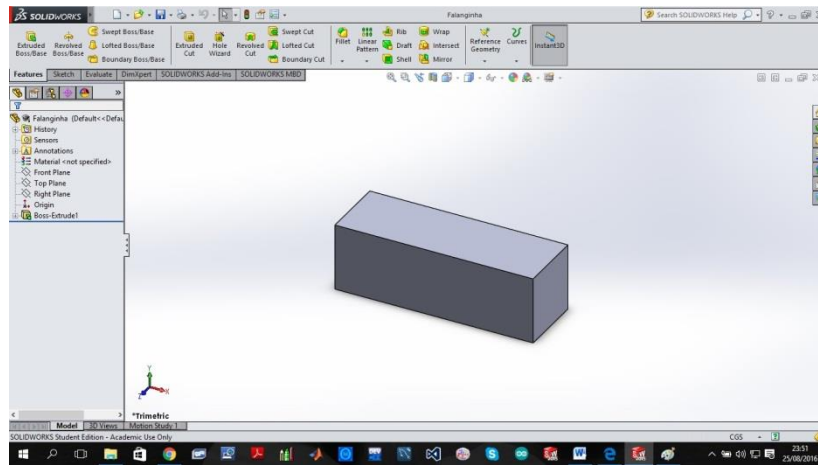 SOLIDWORKS
Falanginha
Search SOLIDWORKS Help
Extruded Boss/Base
Revolved Boss/Base
Swept Boss/Base
Lofted Boss/Base
Boundary Boss/Base
Extruded Cut
Hole Wizard
Revolved Cut
Swept Cut
Lofted Cut
Boundary Cut
Fillet
Linear Pattern
Rib
Draft
Shell
Wrap
Intersect
Mirror
Reference Geometry
Curves
Instant3D
Features Sketch Evaluate DimXpert SOLIDWORKS Add-Ins SOLIDWORKS MBD
Falanginha (Default<<Defau
History
Sensors
Annotations
Material <not specified>
Front Plane
Top Plane
Right Plane
Origin
Boss-Extrude1
Y
X
Z
*Trimetric
Model 3D Views Motion Study 1
SOLIDWORKS Student Edition - Academic Use Only
CGS
23:51
25/08/2016